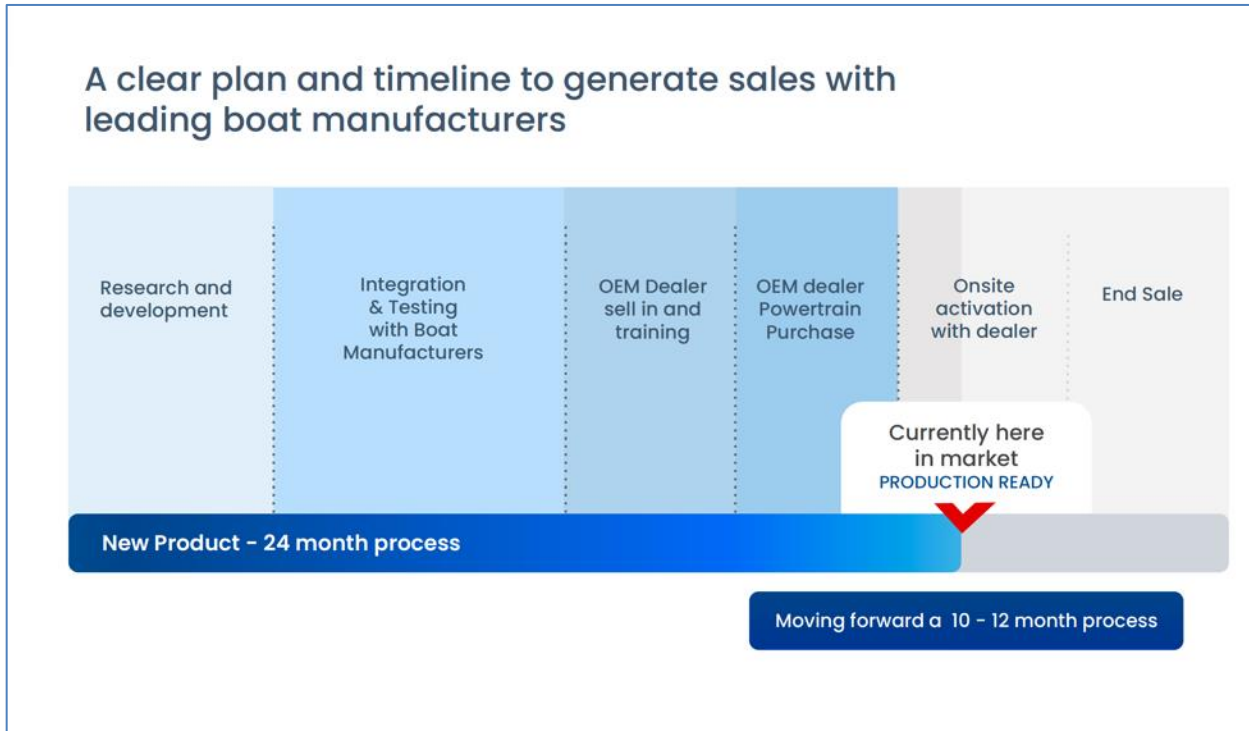 A clear plan and timeline to generate sales with
leading boat manufacturers
Research and
development
Integration
& Testing
with Boat
Manufacturers
OEM Dealer
sell in and
training
OEM dealer
Powertrain
Purchase
Onsite
activation
with dealer
End Sale
Currently here
in market
PRODUCTION READY
New Product - 24 month process
Moving forward a 10 - 12 month process